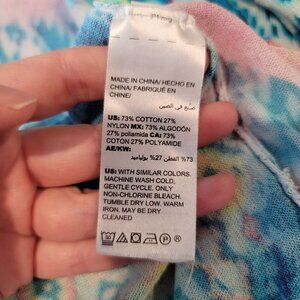 MADE IN CHINA/ HECHO EN
CHINA/ FABRIQUÉ EN
CHINE/
صنع في الصين
US: 73% COTTON 27%
NYLON MX: 73% ALGODÓN
27% poliamida CA: 73%
COTON 27% POLYAMIDE
AE/KW:
73% القطن 27% بولياميد
US: WITH SIMILAR COLORS.
MACHINE WASH COLD,
GENTLE CYCLE. ONLY
NON-CHLORINE BLEACH.
TUMBLE DRY LOW. WARM
IRON. MAY BE DRY
CLEANED